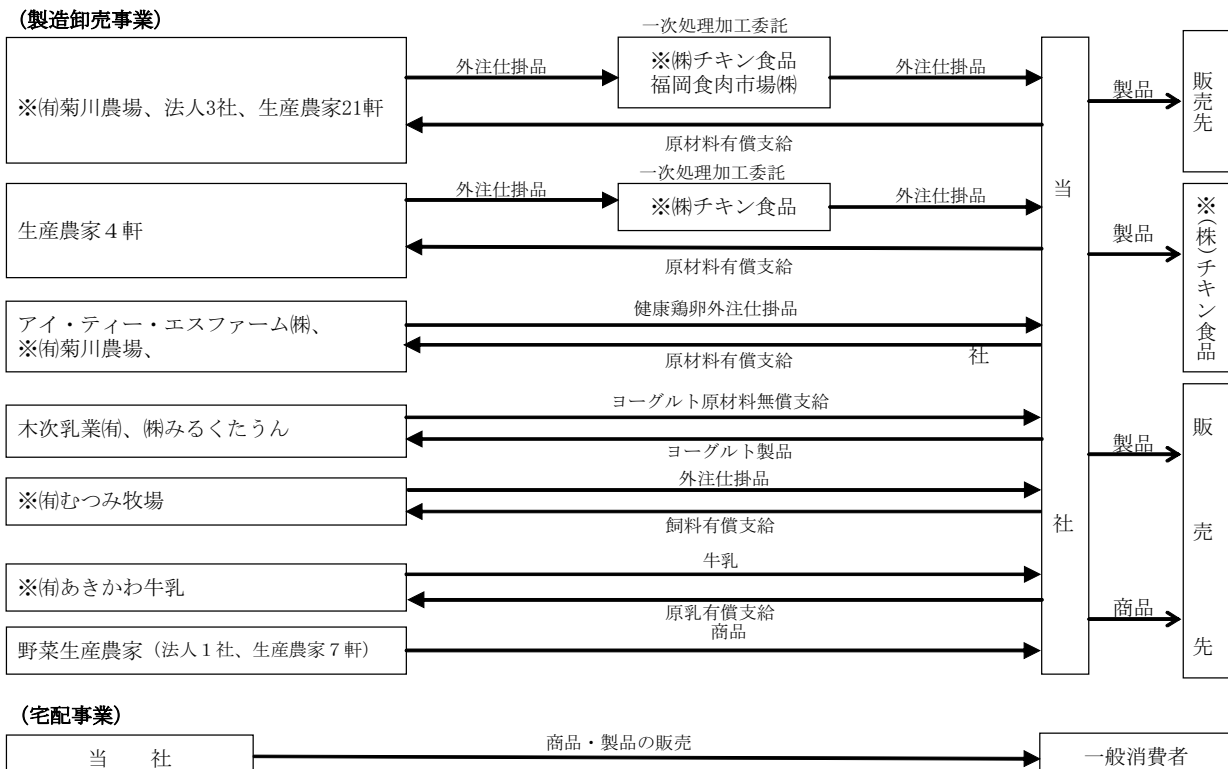 (製造卸売事業)
一次処理加工委託
※㈲菊川農場、法人3社、生産農家21軒
外注仕掛品
※㈱チキン食品
福岡食肉市場㈱
外注仕掛品
原材料有償支給
製品
販売先
一次処理加工委託
生産農家４軒
外注仕掛品
※㈱チキン食品
外注仕掛品
原材料有償支給
当
製品
※(株)チキン食品
アイ・ティー・エスファーム㈱、
※㈲菊川農場、
健康鶏卵外注仕掛品
原材料有償支給
社
木次乳業㈲、㈱みるくたうん
ヨーグルト原材料無償支給
ヨーグルト製品
製品
販
※㈲むつみ牧場
外注仕掛品
飼料有償支給
社
売
※㈲あきかわ牛乳
牛乳
原乳有償支給
商品
野菜生産農家（法人１社、生産農家７軒）
商品
先
(宅配事業)
当　社
商品・製品の販売
一般消費者